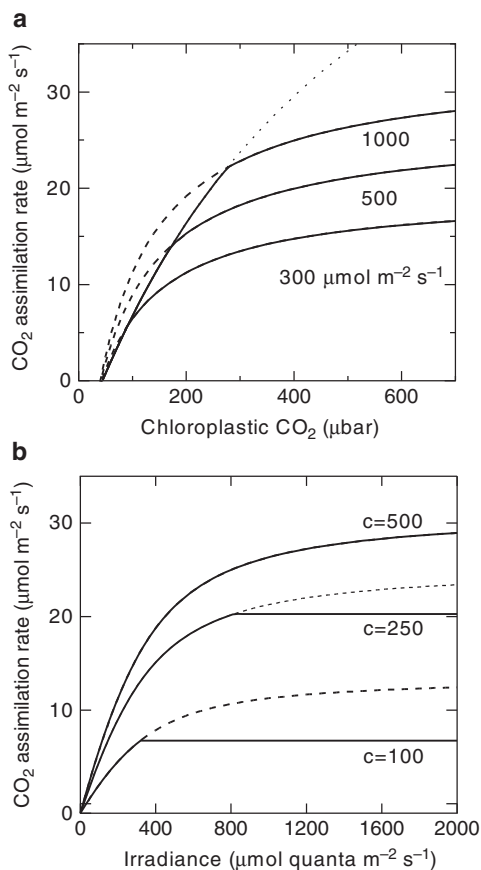 a
CO₂ assimilation rate (μmol m⁻² s⁻¹)
30
20
10
0
1000
500
300 μmol m⁻² s⁻¹
0 200 400 600
Chloroplastic CO₂ (μbar)
b
CO₂ assimilation rate (μmol m⁻² s⁻¹)
30
20
10
0
c=500
c=250
c=100
0 400 800 1200 1600 2000
Irradiance (μmol quanta m⁻² s⁻¹)